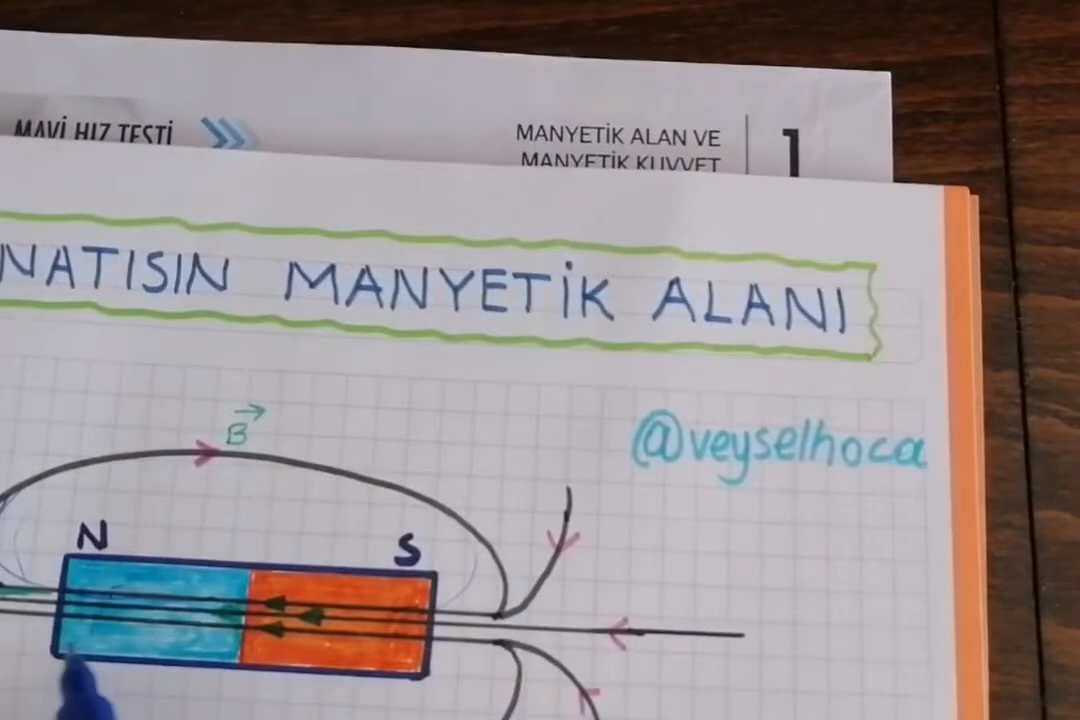 MAVİ HIZ TESTİ
MANYETİK ALAN VE
MANYETİK KUVVET
1
NATISIN MANYETİK ALANI
@veyselhoca
B
N
S